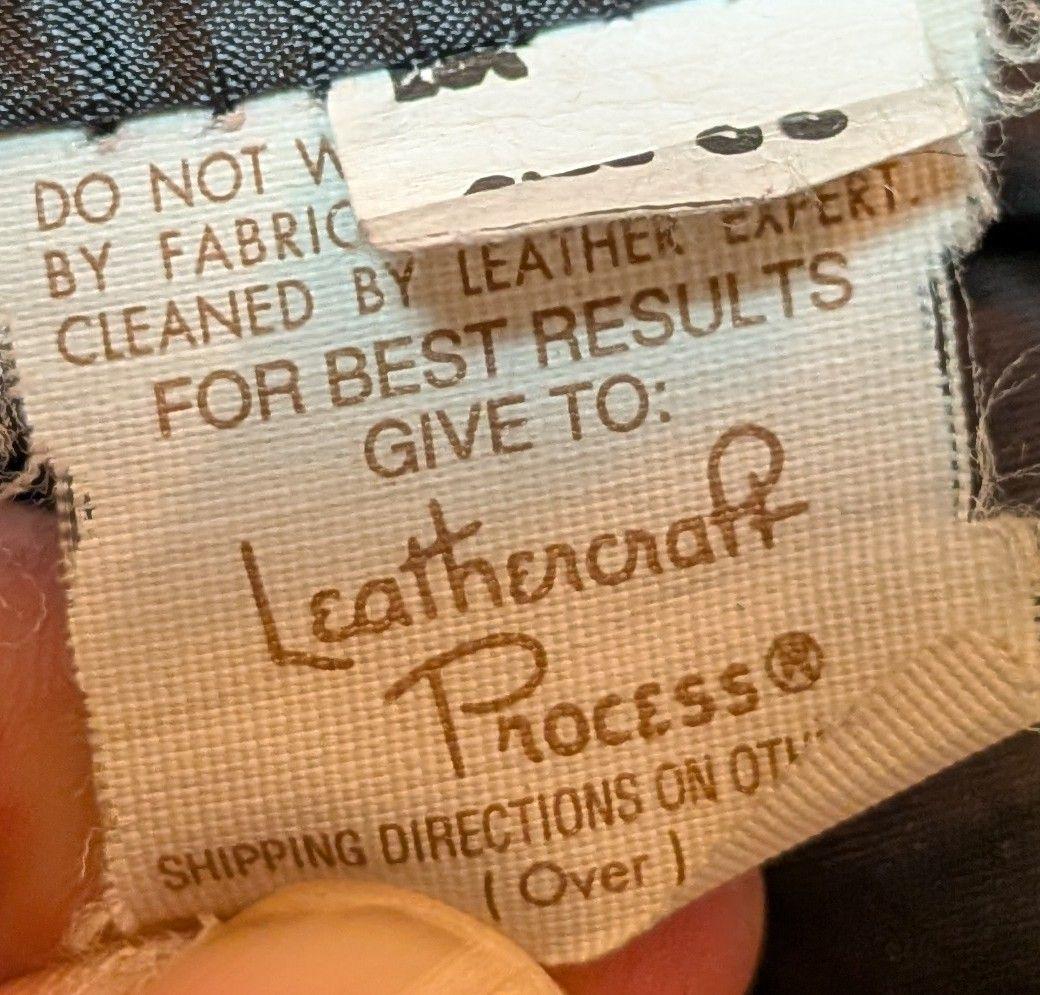 DO NOT
BY FABRIC
CLEANED BY LEATHER EXPERT.
FOR BEST RESULTS
GIVE TO:
Leathercraft
Process®
SHIPPING DIRECTIONS ON
( Over )